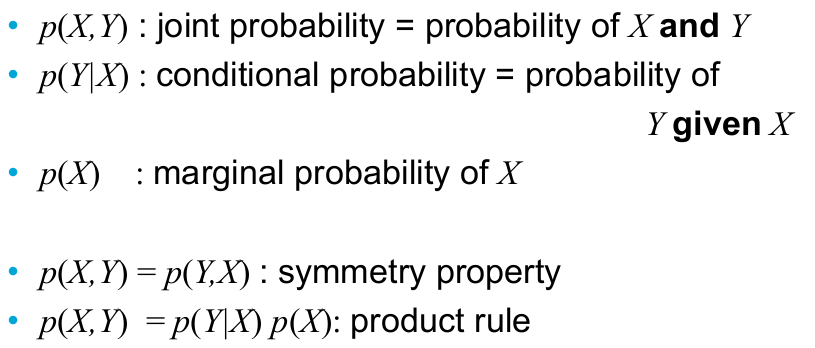 • p(X,Y) : joint probability = probability of X and Y
• p(Y|X) : conditional probability = probability of
Y given X
• p(X) : marginal probability of X
• p(X,Y) = p(Y,X) : symmetry property
• p(X,Y) = p(Y|X) p(X): product rule